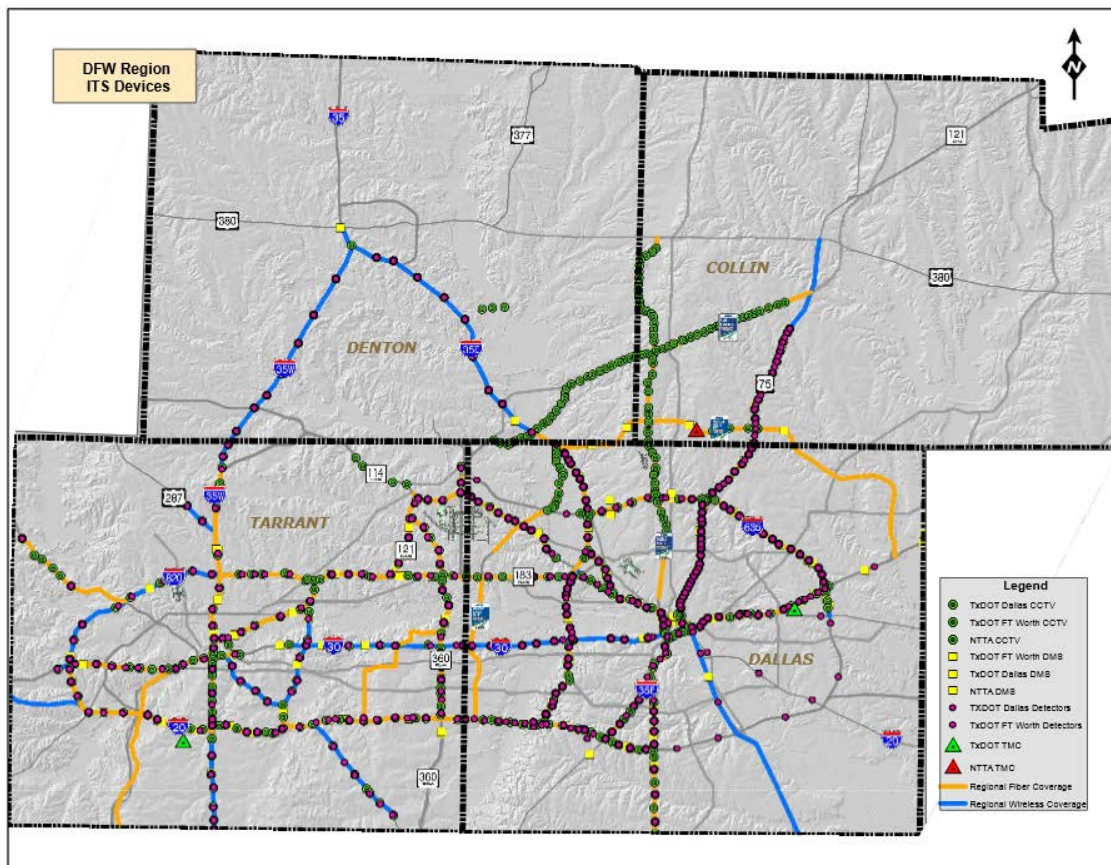 DFW Region
ITS Devices
N
35
377
121
380
COLLIN
380
DENTON
35E
35W
75
114
287
35W
TARRANT
635
121
820
183
30
30
360
DALLAS
35E
20
20
360
Legend
TxDOT Dallas CCTV
TxDOT FT Worth CCTV
NTTA CCTV
TxDOT FT Worth DMS
TxDOT Dallas DMS
NTTA DMS
TXDOT Dallas Detectors
TxDOT FT Worth Detectors
TxDOT TMC
NTTA TMC
Regional Fiber Coverage
Regional Wireless Coverage